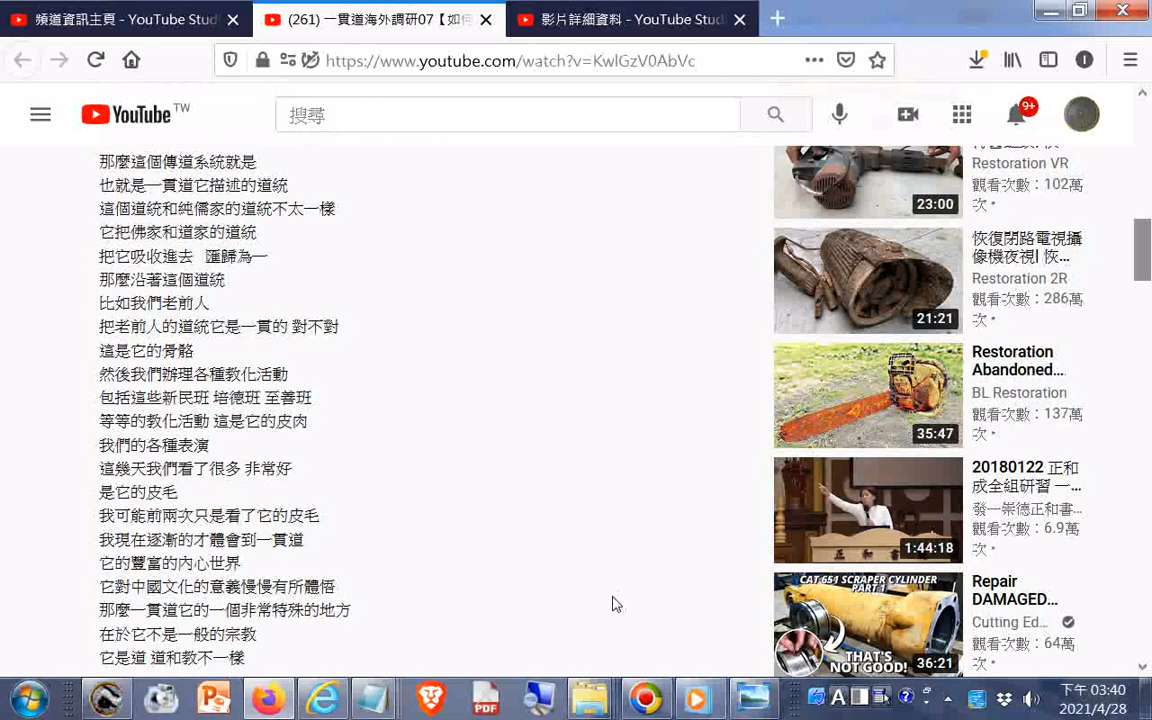 頻道資訊主頁 - YouTube Stud
(261) 一貫道海外調研07【如何
影片詳細資料 - YouTube Stud
https://www.youtube.com/watch?v=KwlGzV0AbVc
YouTube TW
搜尋
9+
那麼這個傳道系統就是
也就是一貫道它描述的道統
這個道統和純儒家的道統不太一樣
它把佛家和道家的道統
把它吸收進去 匯歸為一
那麼沿著這個道統
比如我們老前人
把老前人的道統它是一貫的 對不對
這是它的骨骼
然後我們辦理各種教化活動
包括這些新民班 培德班 至善班
等等的教化活動 這是它的皮肉
我們的各種表演
這幾天我們看了很多 非常好
是它的皮毛
我可能前兩次只是看了它的皮毛
我現在逐漸的才體會到一貫道
它的豐富的內心世界
它對中國文化的意義慢慢有所體悟
那麼一貫道它的一個非常特殊的地方
在於它不是一般的宗教
它是道 道和教不一樣
23:00
Restoration VR
觀看次數：102萬
次・
21:21
恢復閉路電視攝
像機夜視| 恢...
Restoration 2R
觀看次數：286萬
次・
35:47
Restoration
Abandoned...
BL Restoration
觀看次數：137萬
次・
正和書
1:44:18
20180122 正和
成全組研習 一...
發一崇德正和書...
觀看次數：6.9萬
次・
CAT 651 SCRAPER CYLINDER
PART 1
THAT'S
NOT GOOD!
36:21
Repair
DAMAGED...
Cutting Ed...
觀看次數：64萬
次・
PDF
A
下午 03:40
2021/4/28